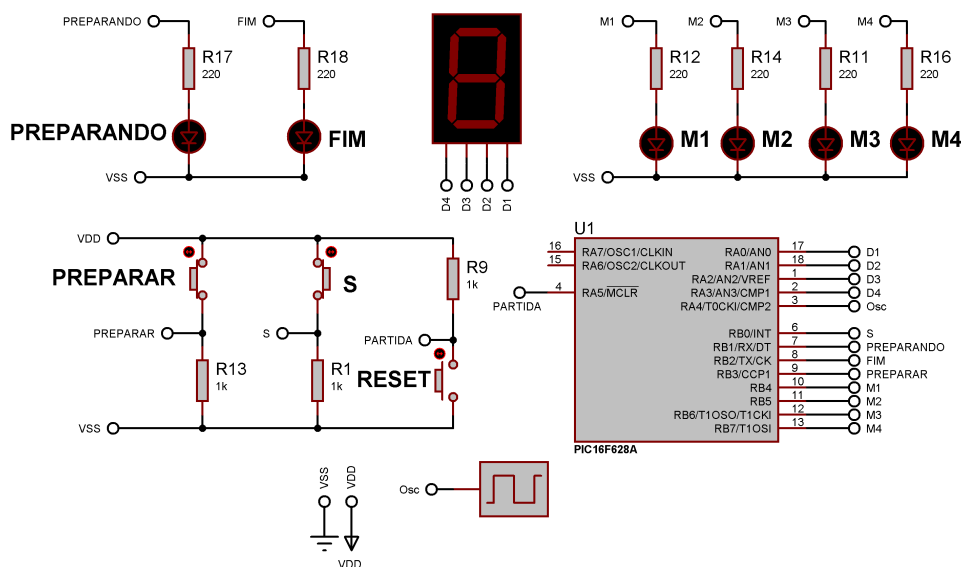 PREPARANDO
R17
220
PREPARANDO
FIM
R18
220
FIM
VSS
D4
D3
D2
D1
M1
R12
220
M1
M2
R14
220
M2
M3
R11
220
M3
M4
R16
220
M4
VSS
VDD
PREPARAR
PREPARAR
R13
1k
S
S
R1
1k
R9
1k
PARTIDA
RESET
VSS
U1
16
RA7/OSC1/CLKIN
15
RA6/OSC2/CLKOUT
4
RA5/MCLR
PARTIDA
RA0/AN0
17
D1
RA1/AN1
18
D2
RA2/AN2/VREF
1
D3
RA3/AN3/CMP1
2
D4
RA4/T0CKI/CMP2
3
Osc
RB0/INT
6
S
RB1/RX/DT
7
PREPARANDO
RB2/TX/CK
8
FIM
RB3/CCP1
9
PREPARAR
RB4
10
M1
RB5
11
M2
RB6/T1OSO/T1CKI
12
M3
RB7/T1OSI
13
M4
PIC16F628A
VSS
VDD
VDD
Osc